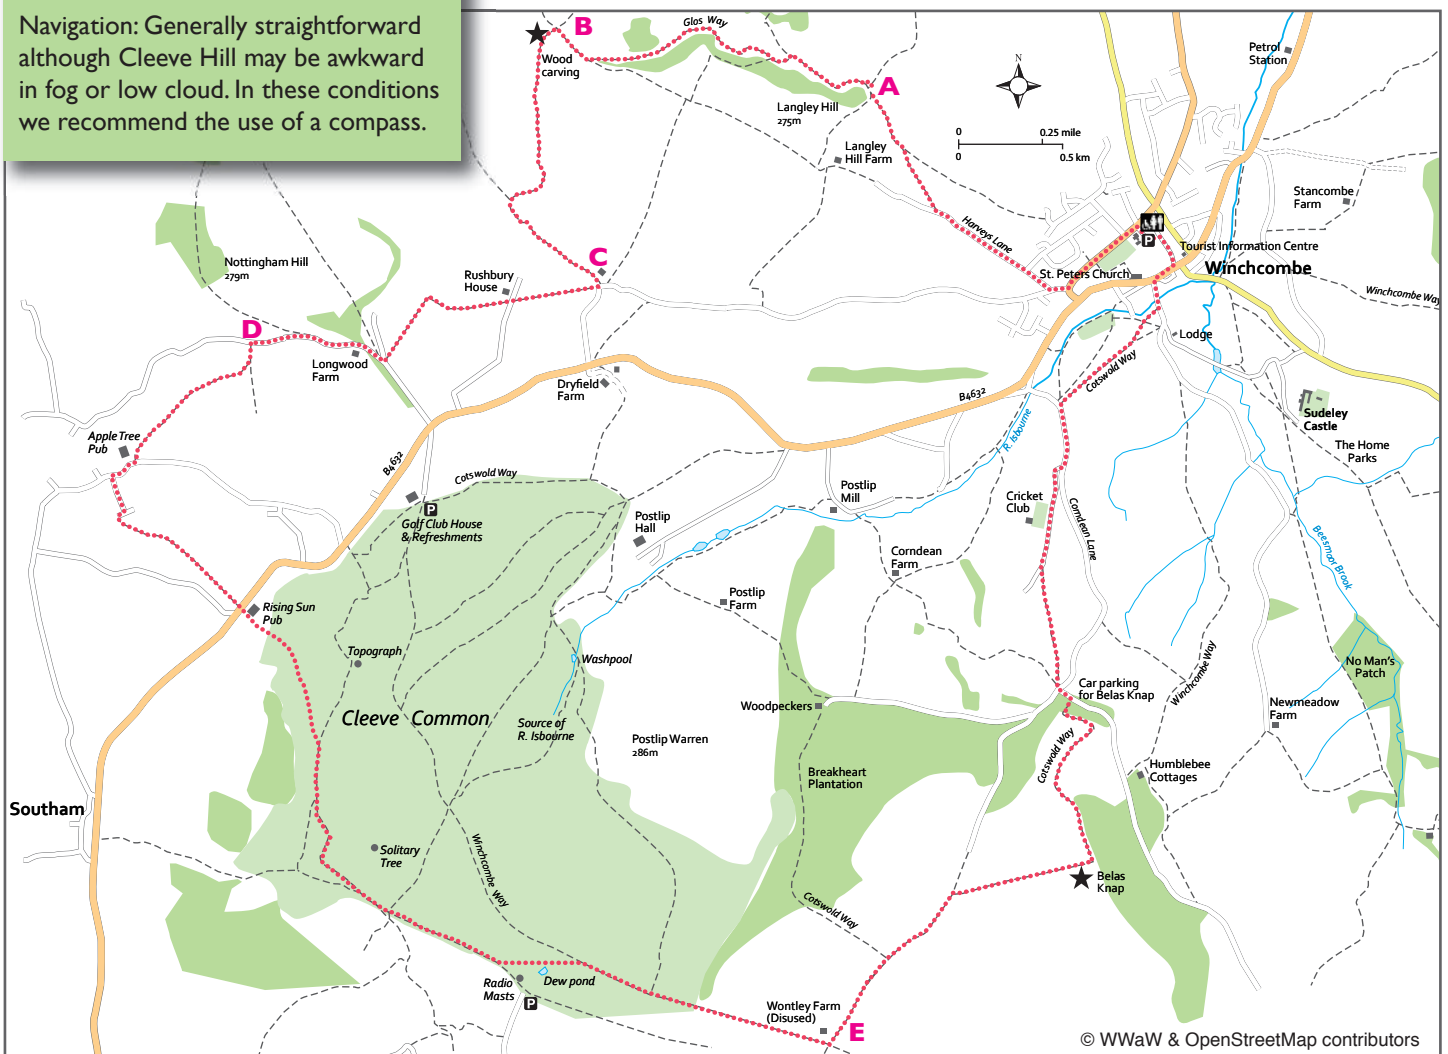 Navigation: Generally straightforward
although Cleeve Hill may be awkward
in fog or low cloud. In these conditions
we recommend the use of a compass.
B
Wood
carving
Glos Way
A
Langley Hill
275m
Langley
Hill Farm
N
0
0.25 mile
0
0.5 km
Petrol
Station
Stancombe
Farm
Harveys Lane
P
Tourist Information Centre
St. Peters Church
Winchcombe
Winchcombe Way
Nottingham Hill
279m
Rushbury
House
C
D
Longwood
Farm
Lodge
Cotswold Way
Dryfield
Farm
B4632
R. Isbourne
Sudeley
Castle
The Home
Parks
Apple Tree
Pub
B4632
Cotswold Way
P
Golf Club House
& Refreshments
Postlip
Hall
Postlip
Mill
Cricket
Club
Corndean Lane
Corndean
Farm
Beesmoor Brook
Rising Sun
Pub
Postlip
Farm
Topograph
Washpool
Winchcombe Way
No Man's
Patch
Car parking
for Belas Knap
Cleeve Common
Source of
R. Isbourne
Woodpeckers
Newmeadow
Farm
Postlip Warren
286m
Breakheart
Plantation
Cotswold Way
Humblebee
Cottages
Southam
Solitary
Tree
Winchcombe Way
Belas
Knap
Cotswold Way
Radio
Masts
Dew pond
P
Wontley Farm
(Disused)
E
© WWaW & OpenStreetMap contributors